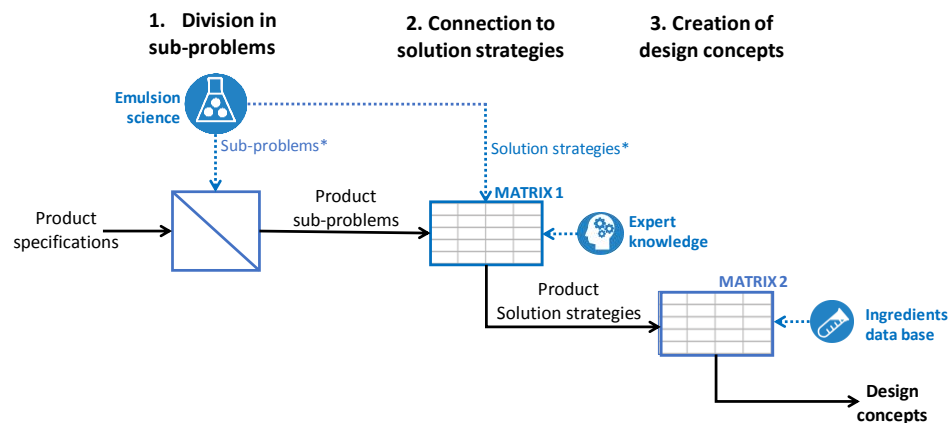 1. Division in
sub-problems
2. Connection to
solution strategies
3. Creation of
design concepts
Emulsion
science
Sub-problems*
Solution strategies*
MATRIX 1
Product
specifications
Product
sub-problems
Expert
knowledge
Product
Solution strategies
MATRIX 2
Ingredients
data base
Design
concepts